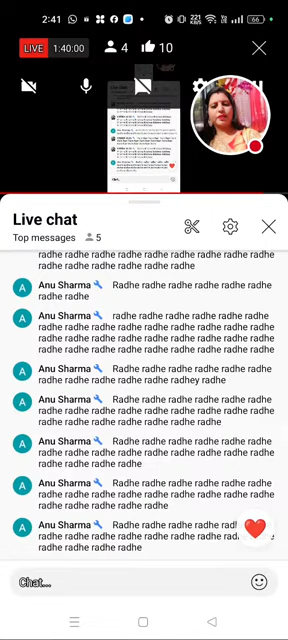 2:41
221
KB/S
66
LIVE 1:40:00 4 10
Live chat
Top messages 5
radhe radhe radhe radhe radhe radhe radhe
radhe radhe radhe radhe radhe radhe
Anu Sharma Radhe radhe radhe radhe radhe
radhe radhe
Anu Sharma radhe radhe radhe radhe radhe
radhe radhe radhe radhe radhe radhe radhe radhe
radhe radhe radhe radhe radhe radhe radhe radhe
radhe radhe radhe radhe radhe radhe radhe radhe
Anu Sharma Radhe radhe radhe radhe radhe
radhe radhe radhe radhe radhe radhey radhe
Anu Sharma Radhe radhe radhe radhe radhe
radhe radhe radhe radhe radhe radhe radhe radhe
radhe radhe radhe radhe radhe radhe radhe
Anu Sharma Radhe radhe radhe radhe radhe
radhe radhe radhe radhe radhe radhe radhe radhe
radhe radhe radhe radhe
Anu Sharma Radhe radhe radhe radhe radhe
radhe radhe radhe radhe radhe radhe radhe radhe
radhe radhe radhe radhe radhe
Anu Sharma Radhe radhe radhe radhe
radhe radhe radhe radhe radhe radhe
radhe radhe radhe radhe
Chat...